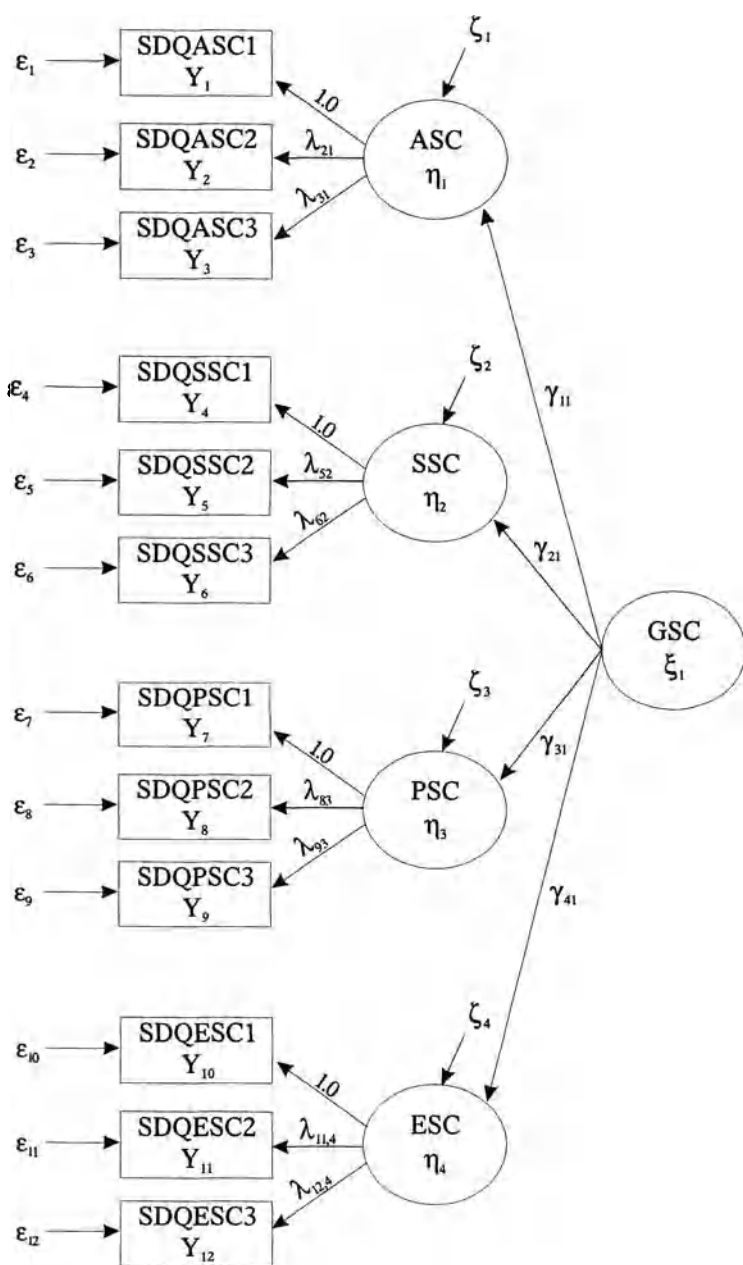 ε₁
SDQASC1
Y₁
1.0
ζ₁
ε₂
SDQASC2
Y₂
λ₂₁
ASC
η₁
ε₃
SDQASC3
Y₃
λ₃₁
ε₄
SDQSSC1
Y₄
1.0
ζ₂
γ₁₁
ε₅
SDQSSC2
Y₅
λ₅₂
SSC
η₂
ε₆
SDQSSC3
Y₆
λ₆₂
γ₂₁
GSC
ξ₁
ε₇
SDQPSC1
Y₇
1.0
ζ₃
γ₃₁
ε₈
SDQPSC2
Y₈
λ₈₃
PSC
η₃
ε₉
SDQPSC3
Y₉
λ₉₃
γ₄₁
ε₁₀
SDQESC1
Y₁₀
1.0
ζ₄
ε₁₁
SDQESC2
Y₁₁
λ₁₁,₄
ESC
η₄
ε₁₂
SDQESC3
Y₁₂
λ₁₂,₄